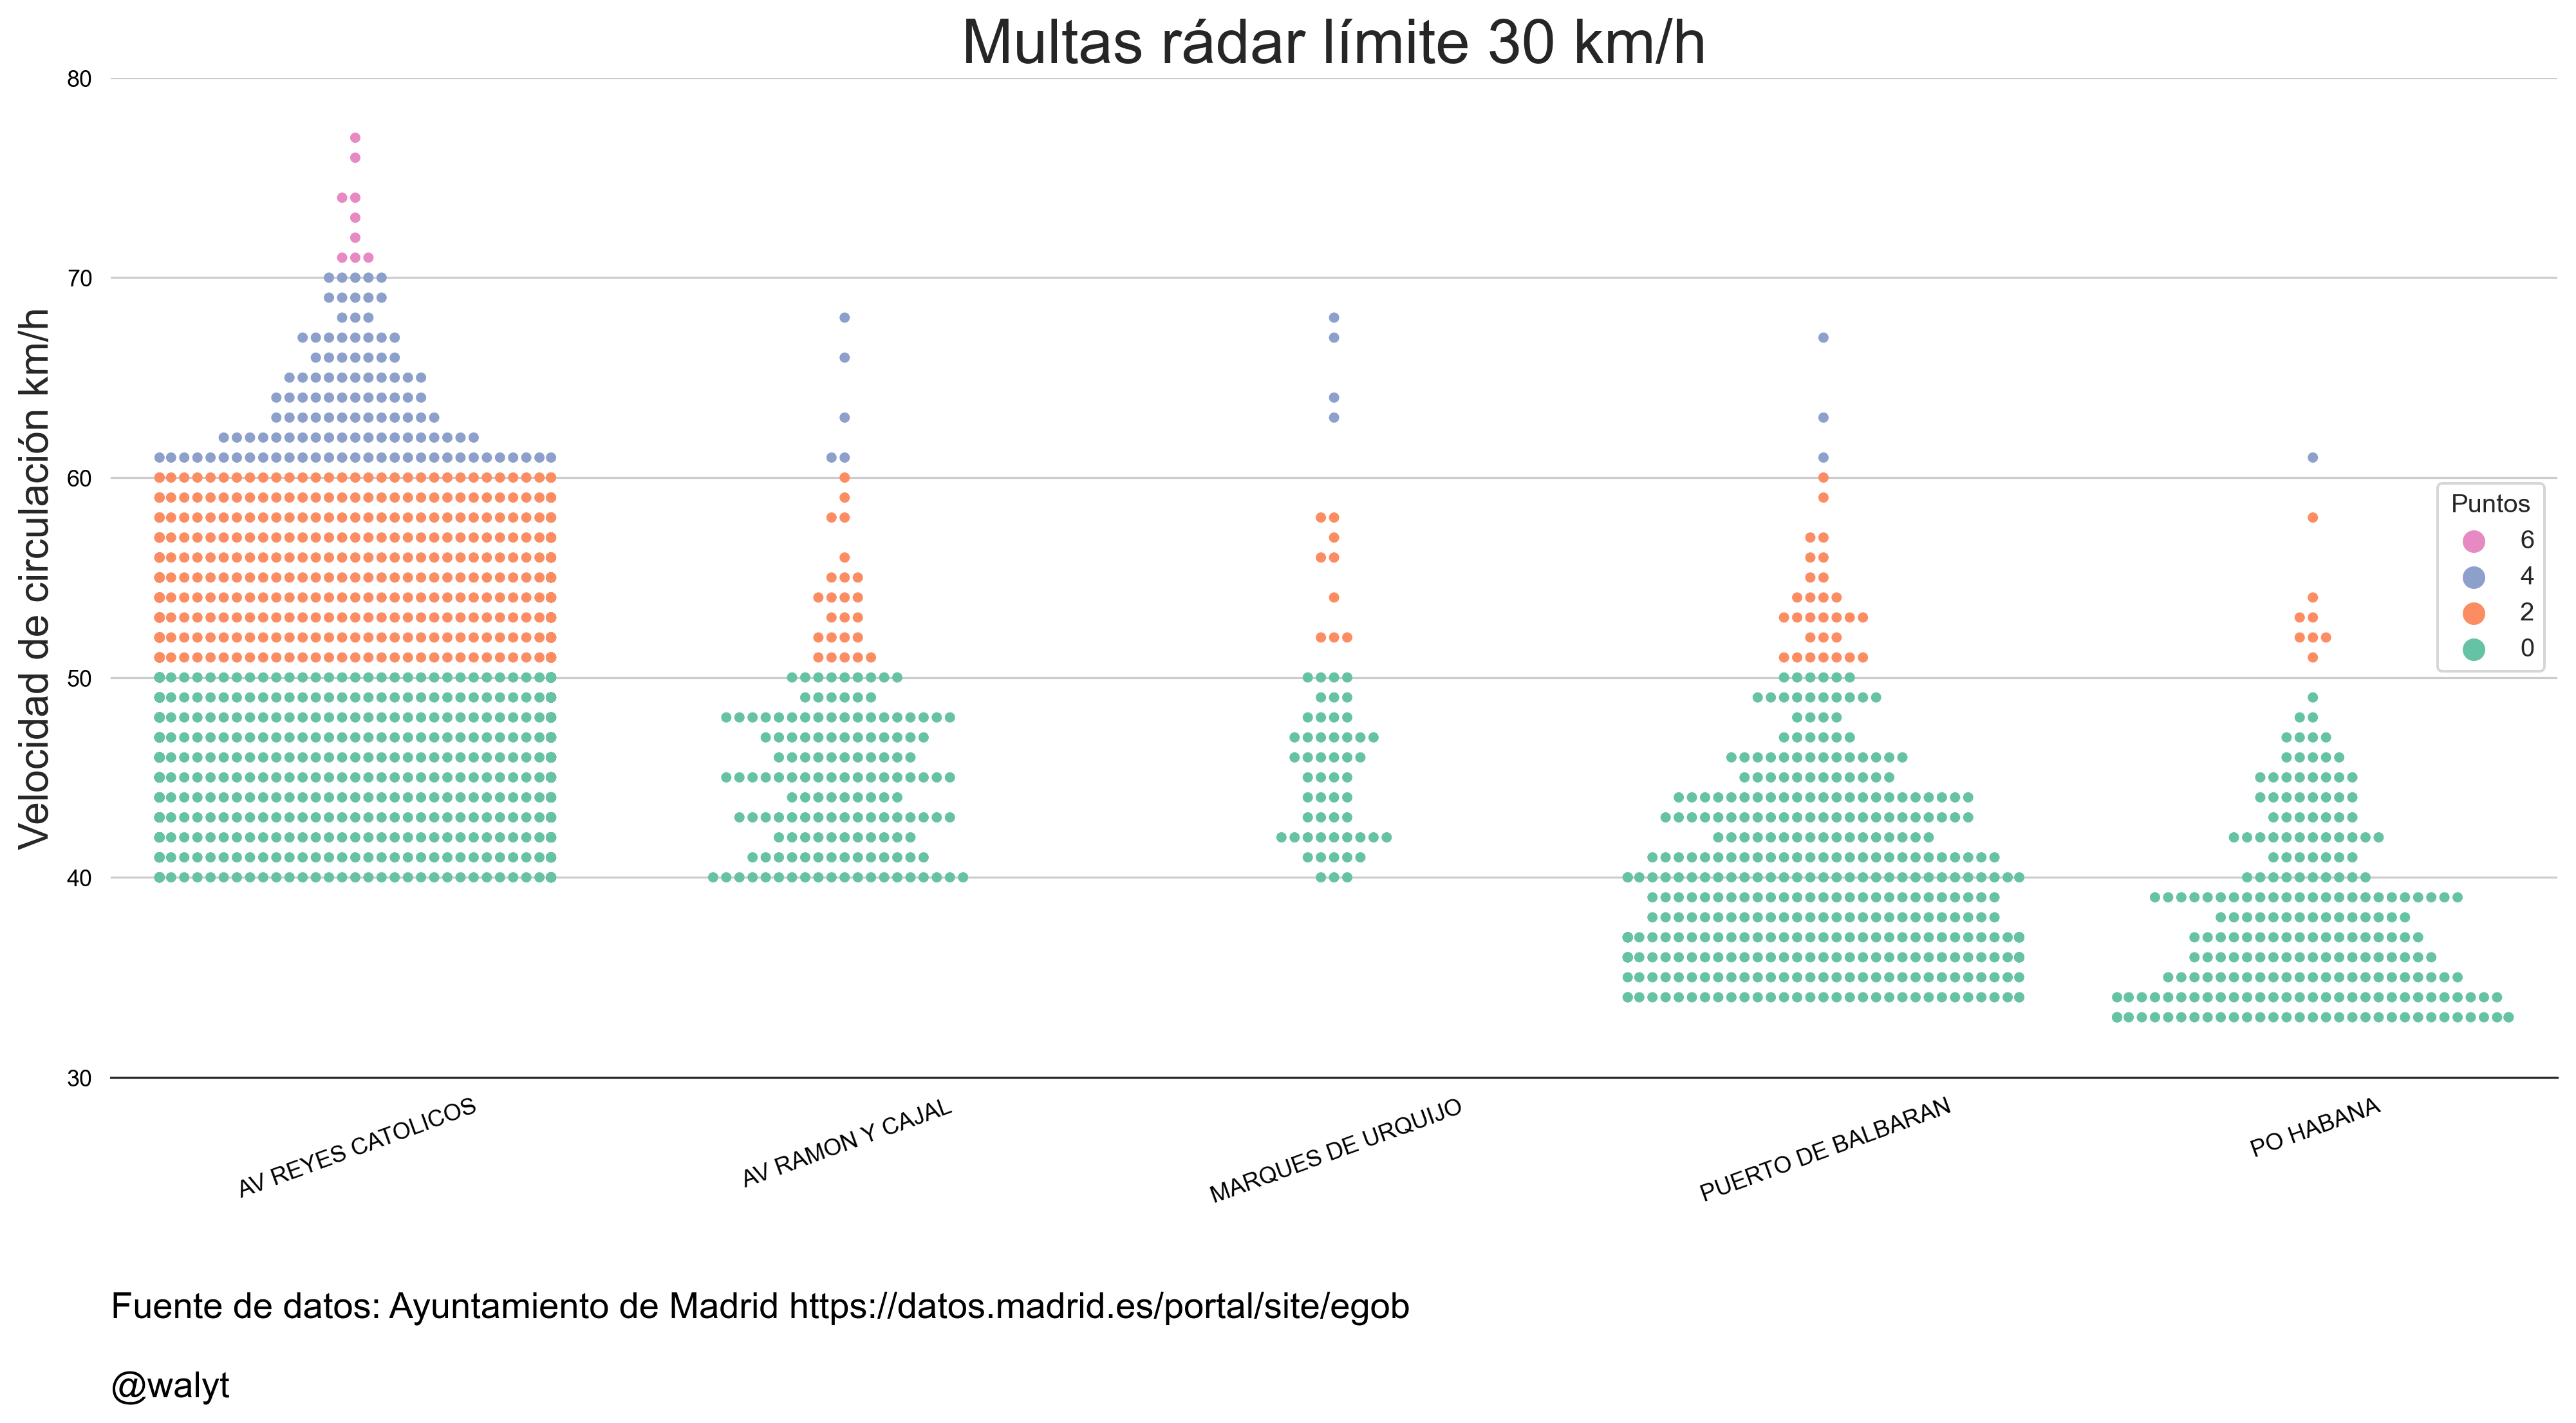 Multas rádar límite 30 km/h
Velocidad de circulación km/h
80
70
60
50
40
30
Puntos
6
4
2
0
AV REYES CATOLICOS
AV RAMON Y CAJAL
MARQUES DE URQUIJO
PUERTO DE BALBARAN
PO HABANA
Fuente de datos: Ayuntamiento de Madrid https://datos.madrid.es/portal/site/egob
@walyt